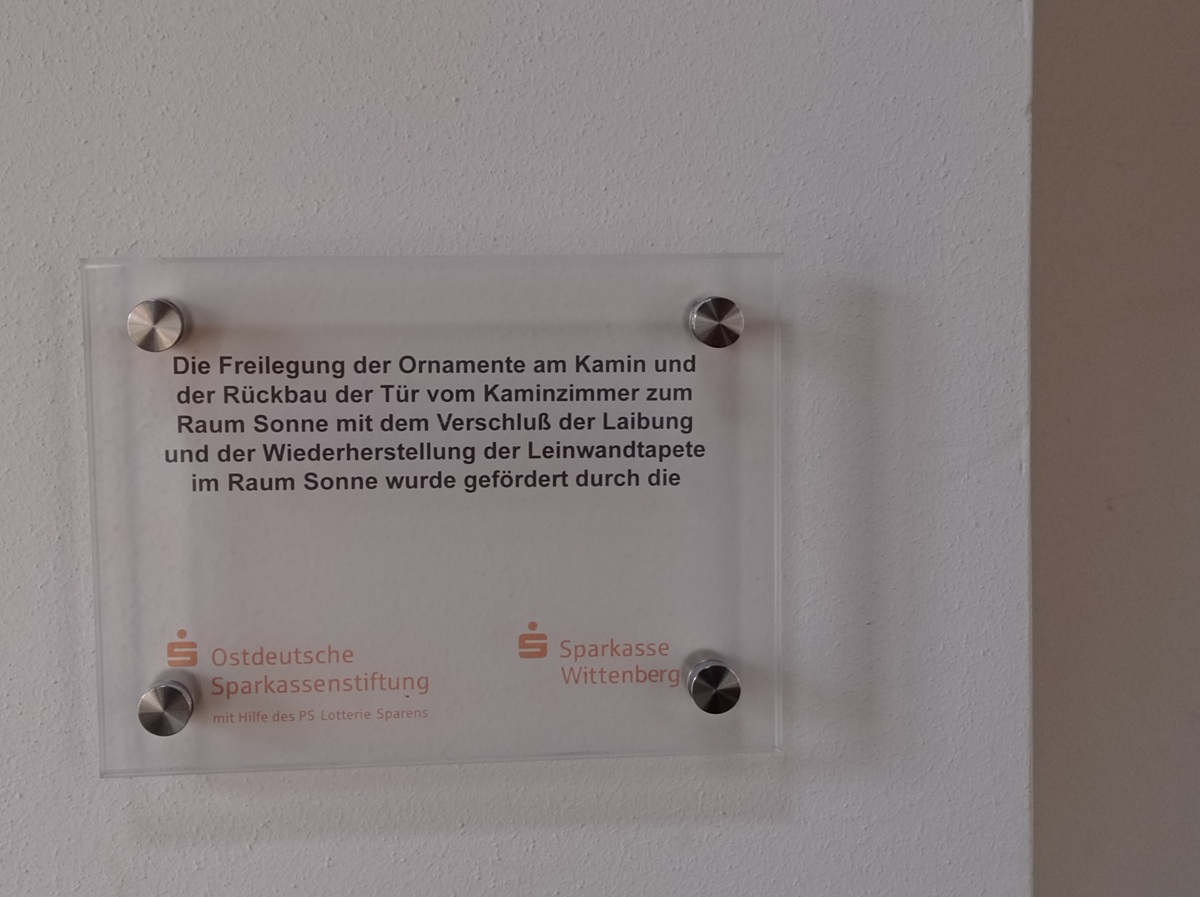 Die Freilegung der Ornamente am Kamin und
der Rückbau der Tür vom Kaminzimmer zum
Raum Sonne mit dem Verschluß der Laibung
und der Wiederherstellung der Leinwandtapete
im Raum Sonne wurde gefördert durch die
Ostdeutsche
Sparkassenstiftung
mit Hilfe des PS Lotterie Sparens
Sparkasse
Wittenberg